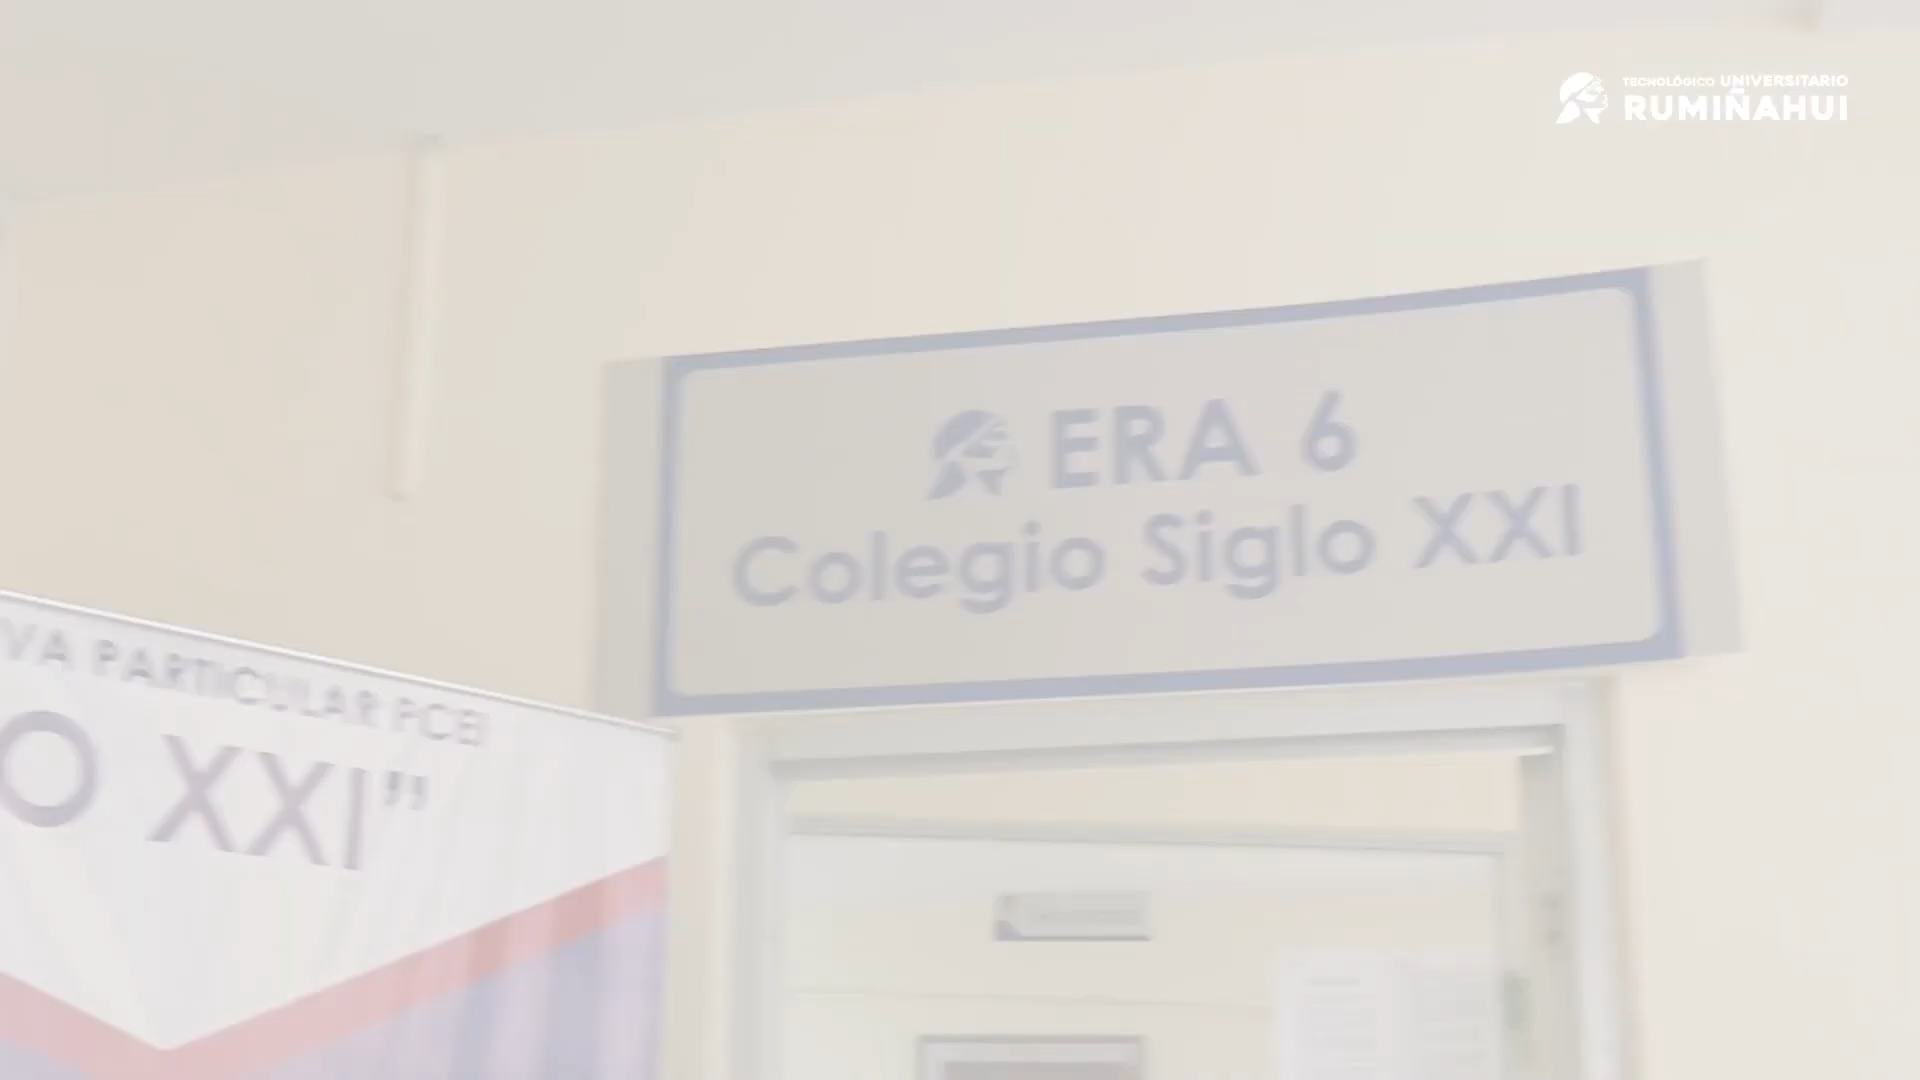 TECNOLÓGICO UNIVERSITARIO
RUMIÑAHUI
ERA 6
Colegio Siglo XXI
VA PARTICULAR PCEI
O XXI”